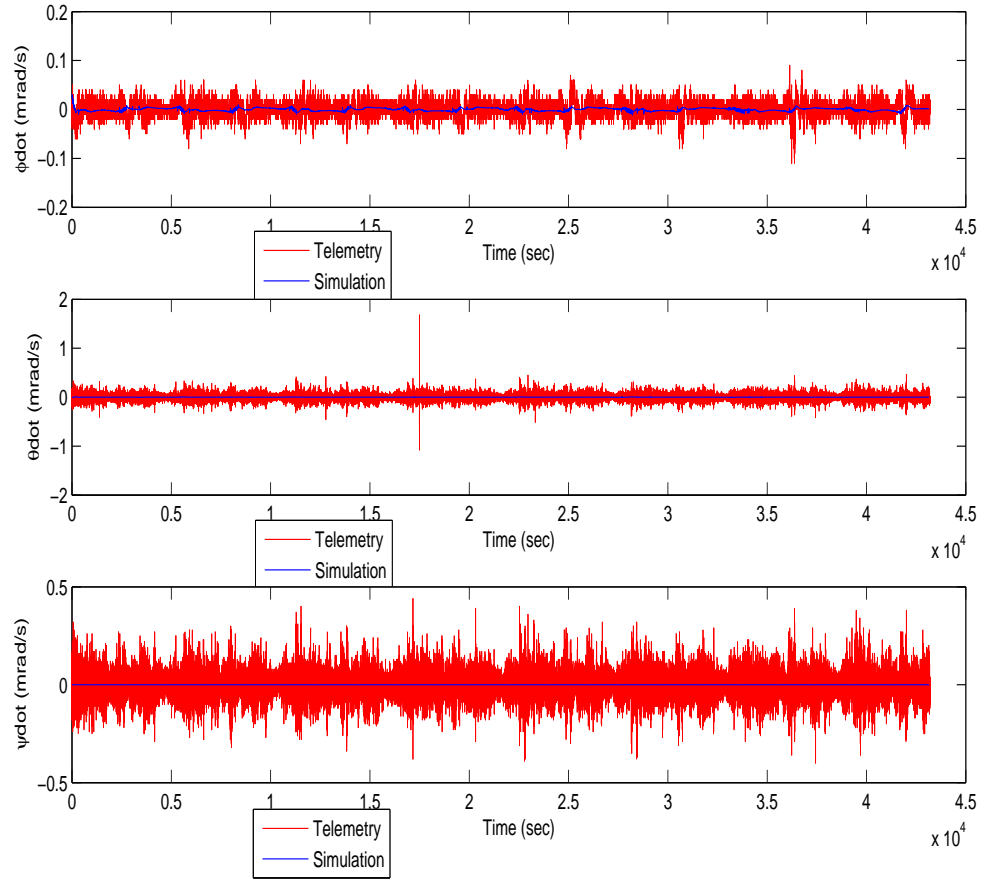 0.2
0.1
0
−0.1
−0.2
ϕdot (mrad/s)
0 0.5 1 1.5 2 2.5 3 3.5 4 4.5
Time (sec)
x 10^4
Telemetry
Simulation
2
1
0
−1
−2
θdot (mrad/s)
0 0.5 1 1.5 2 2.5 3 3.5 4 4.5
Time (sec)
x 10^4
Telemetry
Simulation
0.5
0
−0.5
ψdot (mrad/s)
0 0.5 1 1.5 2 2.5 3 3.5 4 4.5
Time (sec)
x 10^4
Telemetry
Simulation